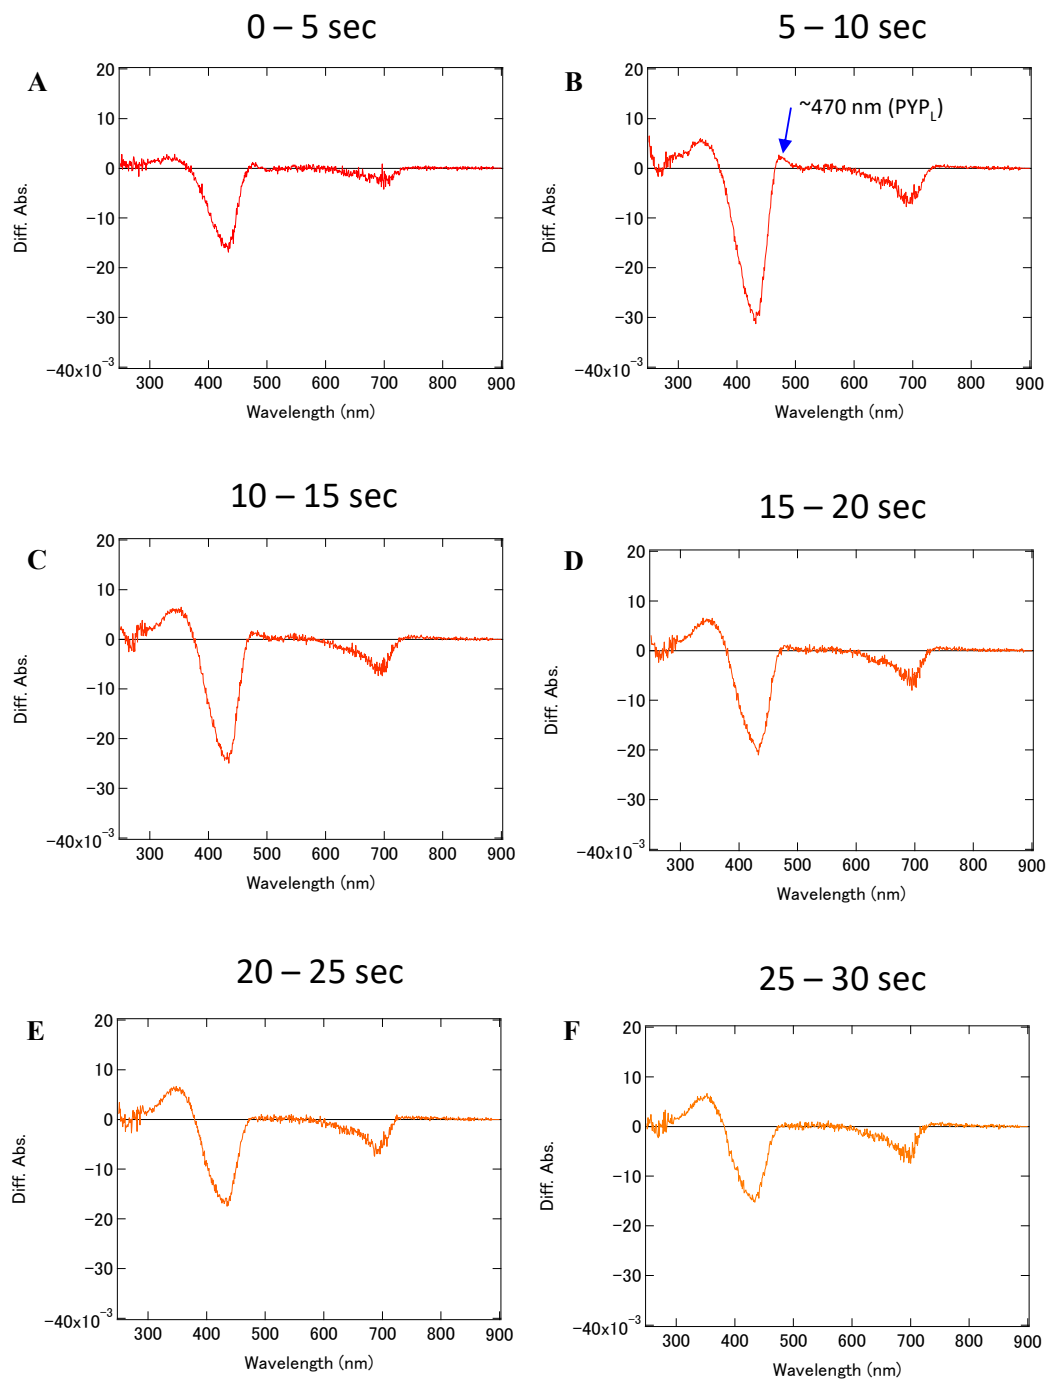 0 – 5 sec
A
20
10
0
−10
−20
−30
−40x10⁻³
Diff. Abs.
300 400 500 600 700 800 900
Wavelength (nm)
5 – 10 sec
B
~470 nm (PYP_L)
20
10
0
−10
−20
−30
−40x10⁻³
Diff. Abs.
300 400 500 600 700 800 900
Wavelength (nm)
10 – 15 sec
C
20
10
0
−10
−20
−30
−40x10⁻³
Diff. Abs.
300 400 500 600 700 800 900
Wavelength (nm)
15 – 20 sec
D
20
10
0
−10
−20
−30
−40x10⁻³
Diff. Abs.
300 400 500 600 700 800 900
Wavelength (nm)
20 – 25 sec
E
20
10
0
−10
−20
−30
−40x10⁻³
Diff. Abs.
300 400 500 600 700 800 900
Wavelength (nm)
25 – 30 sec
F
20
10
0
−10
−20
−30
−40x10⁻³
Diff. Abs.
300 400 500 600 700 800 900
Wavelength (nm)